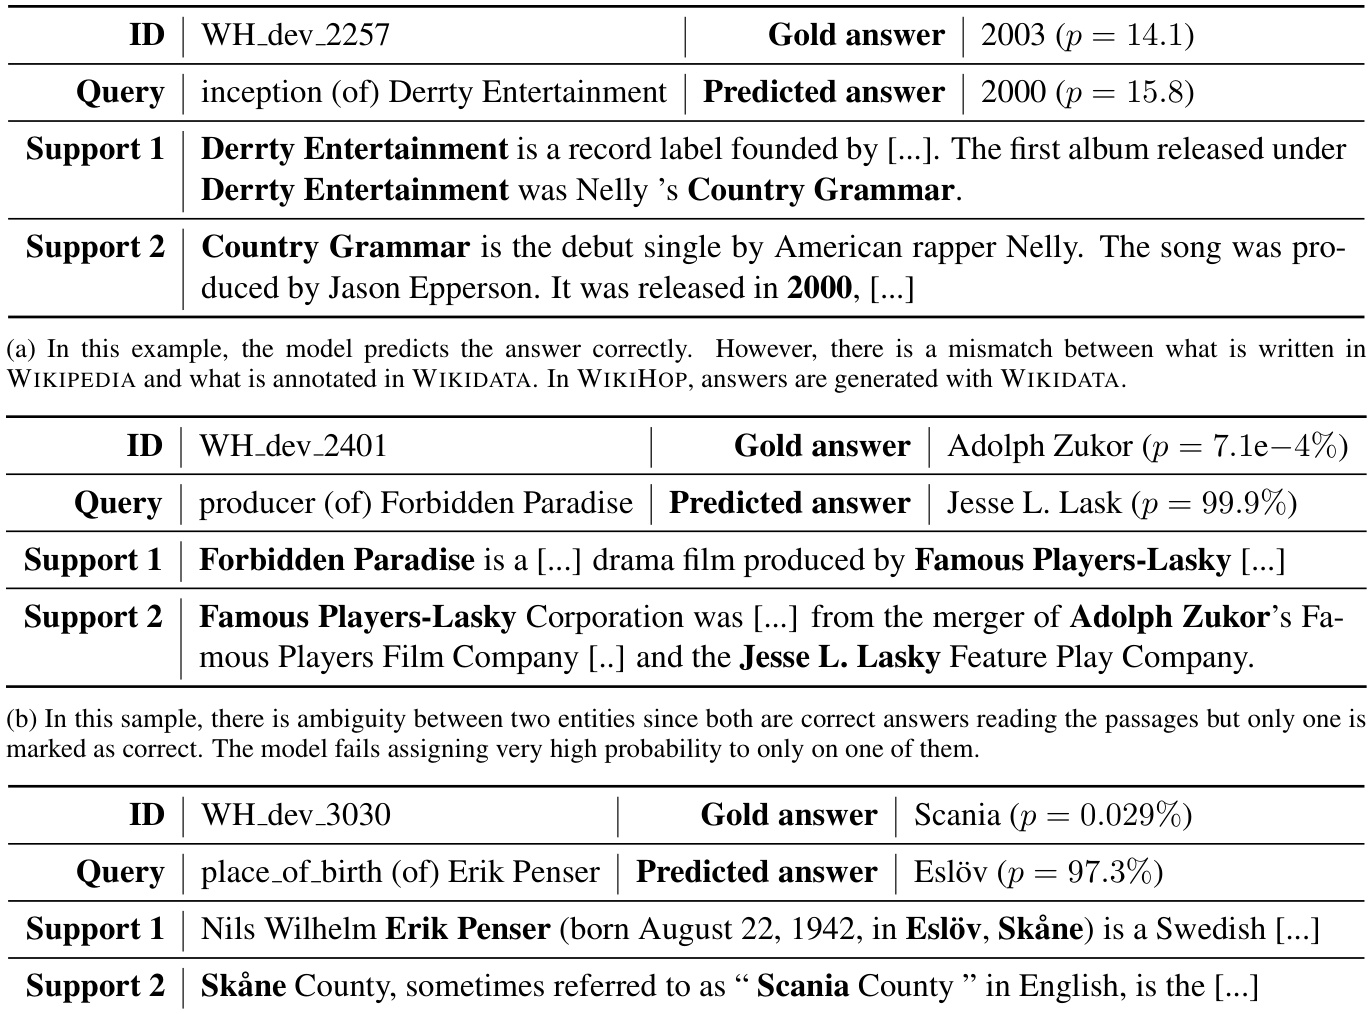 ID WH_dev_2257 Gold answer 2003 (p = 14.1)
Query inception (of) Derrty Entertainment Predicted answer 2000 (p = 15.8)
Support 1 Derrty Entertainment is a record label founded by [...]. The first album released under
Derrty Entertainment was Nelly 's Country Grammar.
Support 2 Country Grammar is the debut single by American rapper Nelly. The song was pro-
duced by Jason Epperson. It was released in 2000, [...]
(a) In this example, the model predicts the answer correctly. However, there is a mismatch between what is written in
WIKIPEDIA and what is annotated in WIKIDATA. In WIKIHOP, answers are generated with WIKIDATA.
ID WH_dev_2401 Gold answer Adolph Zukor (p = 7.1e−4%)
Query producer (of) Forbidden Paradise Predicted answer Jesse L. Lask (p = 99.9%)
Support 1 Forbidden Paradise is a [...] drama film produced by Famous Players-Lasky [...]
Support 2 Famous Players-Lasky Corporation was [...] from the merger of Adolph Zukor's Fa-
mous Players Film Company [..] and the Jesse L. Lasky Feature Play Company.
(b) In this sample, there is ambiguity between two entities since both are correct answers reading the passages but only one is
marked as correct. The model fails assigning very high probability to only on one of them.
ID WH_dev_3030 Gold answer Scania (p = 0.029%)
Query place_of_birth (of) Erik Penser Predicted answer Eslöv (p = 97.3%)
Support 1 Nils Wilhelm Erik Penser (born August 22, 1942, in Eslöv, Skåne) is a Swedish [...]
Support 2 Skåne County, sometimes referred to as “ Scania County ” in English, is the [...]